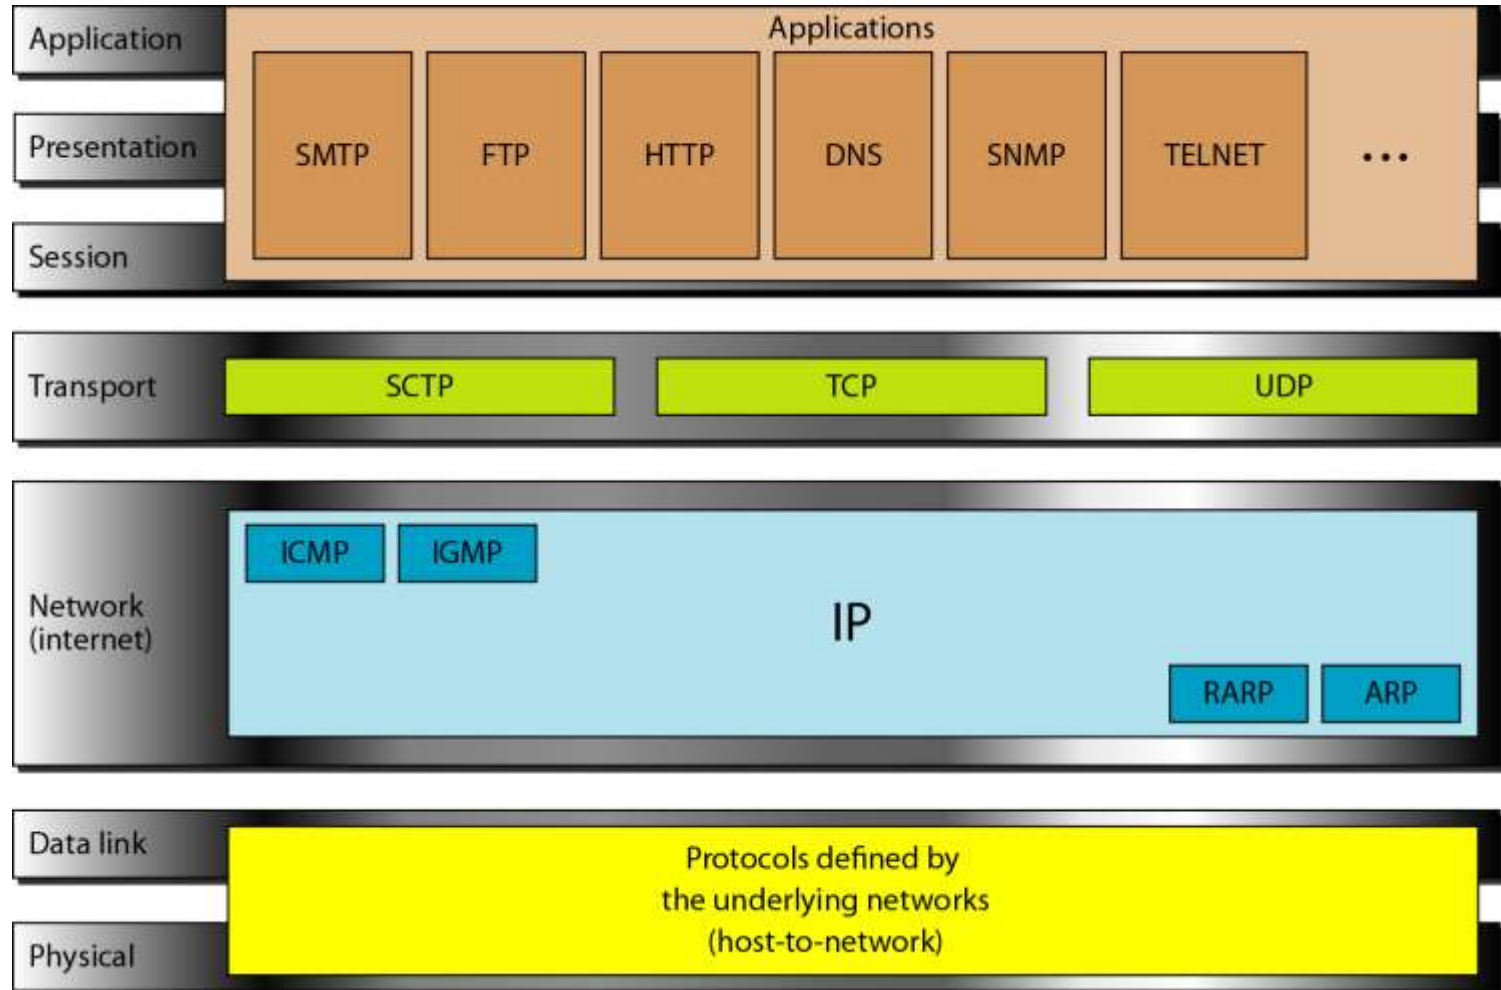 Application
Applications
Presentation
SMTP
FTP
HTTP
DNS
SNMP
TELNET
...
Session
Transport
SCTP
TCP
UDP
Network
(internet)
ICMP
IGMP
IP
RARP
ARP
Data link
Protocols defined by
the underlying networks
(host-to-network)
Physical